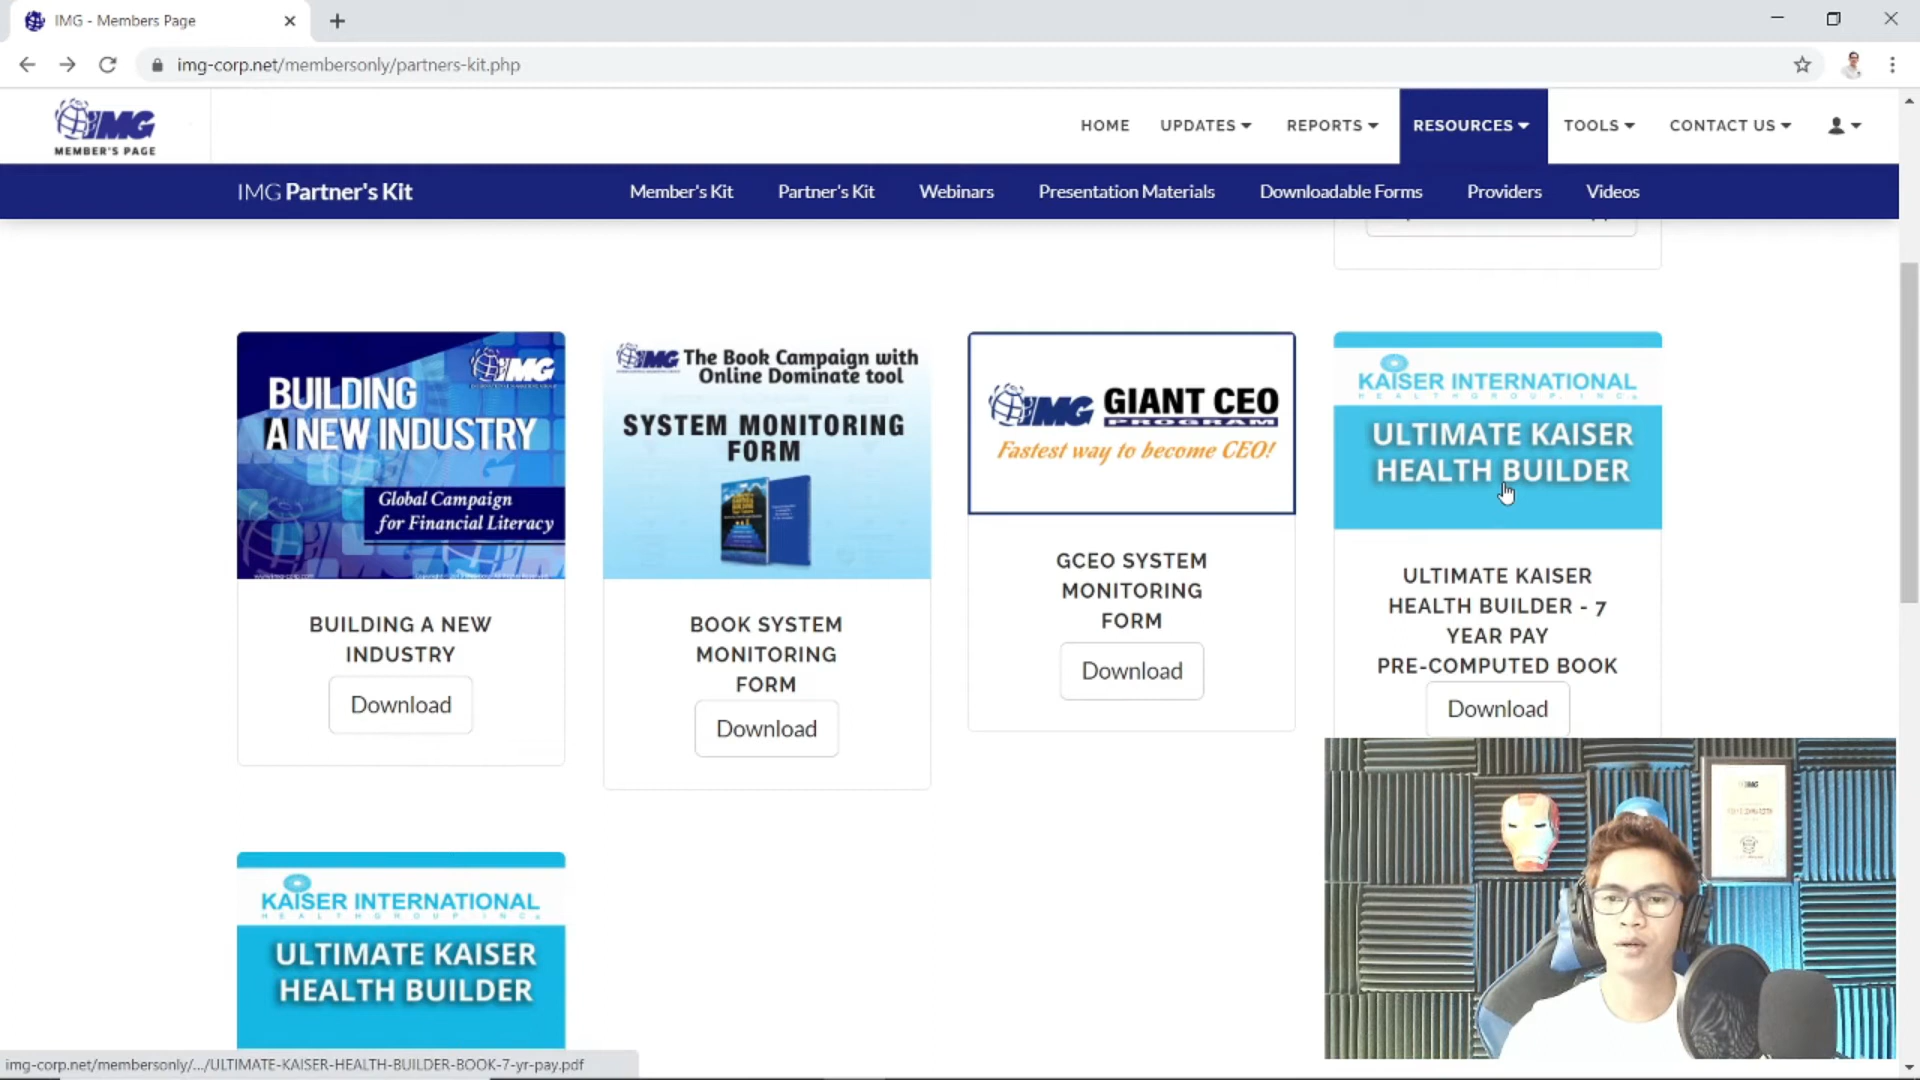 IMG - Members Page
img-corp.net/membersonly/partners-kit.php
IMG
MEMBER'S PAGE
HOME
UPDATES
REPORTS
RESOURCES
TOOLS
CONTACT US
IMG Partner's Kit
Member's Kit
Partner's Kit
Webinars
Presentation Materials
Downloadable Forms
Providers
Videos
IMG
BUILDING
A NEW INDUSTRY
Global Campaign
for Financial Literacy
BUILDING A NEW
INDUSTRY
Download
IMG The Book Campaign with
Online Dominate tool
SYSTEM MONITORING
FORM
BOOK SYSTEM
MONITORING
FORM
Download
IMG GIANT CEO
PROGRAM
Fastest way to become CEO!
GCEO SYSTEM
MONITORING
FORM
Download
KAISER INTERNATIONAL
HEALTHGROUP, INC.
ULTIMATE KAISER
HEALTH BUILDER
ULTIMATE KAISER
HEALTH BUILDER - 7
YEAR PAY
PRE-COMPUTED BOOK
Download
KAISER INTERNATIONAL
HEALTHGROUP INC.
ULTIMATE KAISER
HEALTH BUILDER
img-corp.net/membersonly/.../ULTIMATE-KAISER-HEALTH-BUILDER-BOOK-7-yr-pay.pdf